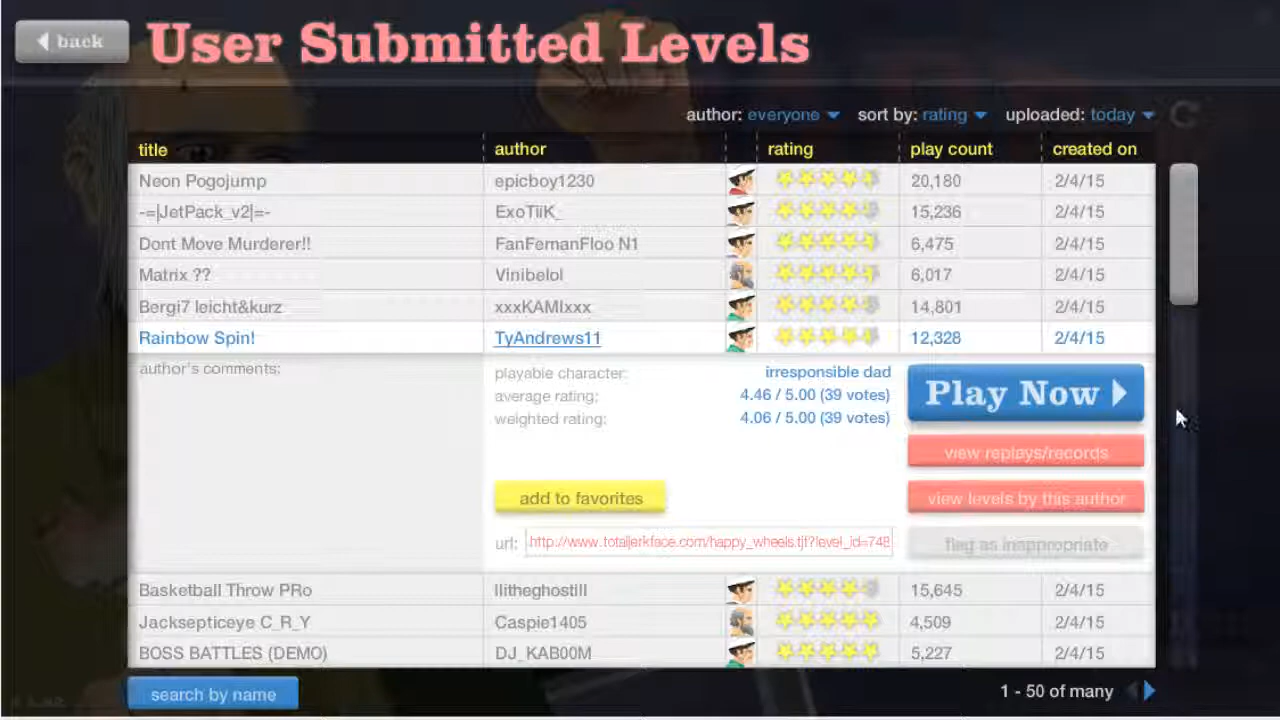 back
User Submitted Levels
author: everyone sort by: rating uploaded: today
title author rating play count created on
Neon Pogojump epicboy1230 20,180 2/4/15
-=|JetPack_v2|=- ExoTiiK_ 15,236 2/4/15
Dont Move Murderer!! FanFernanFloo N1 6,475 2/4/15
Matrix ?? Vinibelol 6,017 2/4/15
Bergi7 leicht&kurz xxxKAMIxxx 14,801 2/4/15
Rainbow Spin! TyAndrews11 12,328 2/4/15
author's comments:
playable character: irresponsible dad
average rating: 4.46 / 5.00 (39 votes)
weighted rating: 4.06 / 5.00 (39 votes)
Play Now
view replays/records
add to favorites
view levels by this author
url: http://www.totaljerkface.com/happy_wheels.tjf?level_id=748
flag as inappropriate
Basketball Throw PRo llitheghostill 15,645 2/4/15
Jacksepticeye C_R_Y Caspie1405 4,509 2/4/15
BOSS BATTLES (DEMO) DJ_KAB00M 5,227 2/4/15
search by name
1 - 50 of many